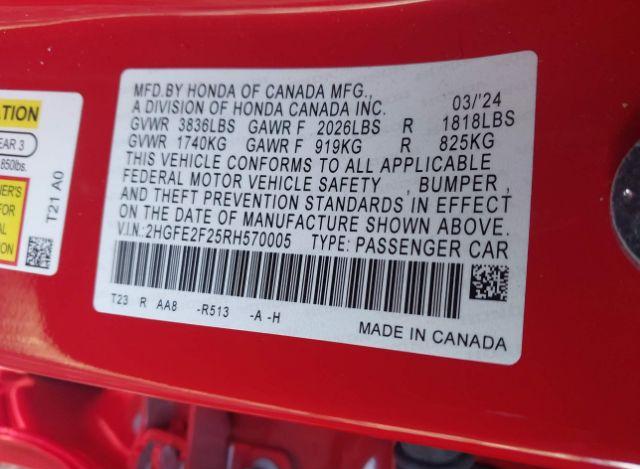 MFD.BY HONDA OF CANADA MFG.,
A DIVISION OF HONDA CANADA INC. 03/'24
GVWR 3836LBS GAWR F 2026LBS R 1818LBS
GVWR 1740KG GAWR F 919KG R 825KG
THIS VEHICLE CONFORMS TO ALL APPLICABLE
FEDERAL MOTOR VEHICLE SAFETY , BUMPER ,
AND THEFT PREVENTION STANDARDS IN EFFECT
ON THE DATE OF MANUFACTURE SHOWN ABOVE.
V.I.N.:2HGFE2F25RH570005 TYPE: PASSENGER CAR
T23 R AA8 -R513 -A -H
MADE IN CANADA
EAR 3
850lbs.
FOR
T21 A0